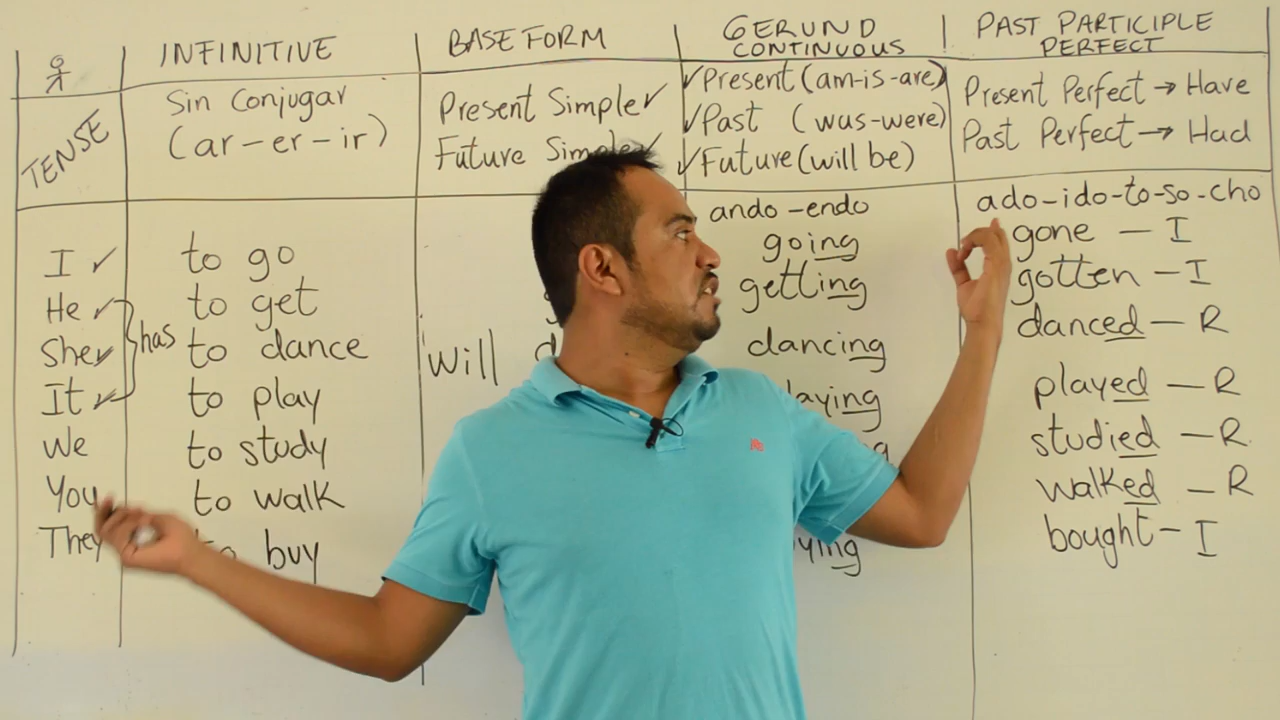 INFINITIVE
BASE FORM
GERUND
CONTINUOUS
PAST PARTICIPLE
PERFECT
TENSE
Sin Conjugar
(ar-er-ir)
Present Simple ✓
Future Simple ✓
✓Present (am-is-are)
✓Past (was-were)
✓Future (will be)
Present Perfect → Have
Past Perfect → Had
ando-endo
ado-ido-to-so-cho
I ✓
He ✓
She ✓
It ✓
We
You
They
has
to go
to get
to dance
to play
to study
to walk
buy
Will
going
getting
dancing
gone - I
gotten - I
danced - R
played - R
studied - R
walked - R
bought - I